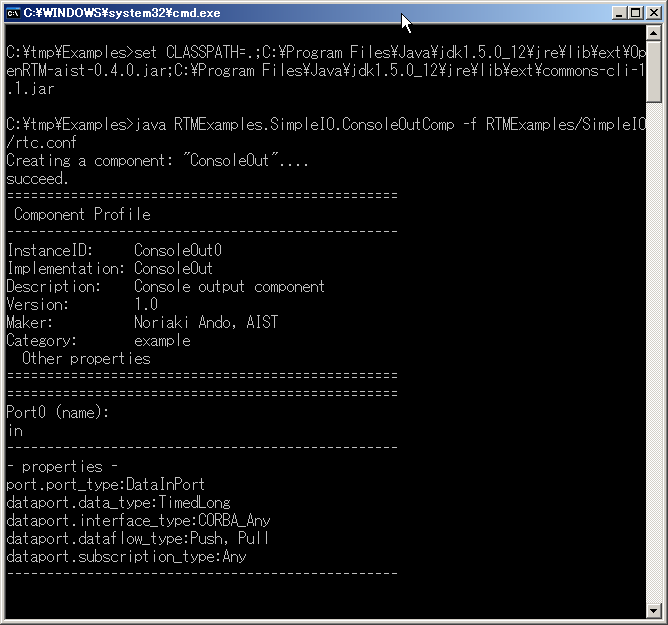 C:¥WINDOWS¥system32¥cmd.exe
C:¥tmp¥Examples>set CLASSPATH=.;C:¥Program Files¥Java¥jdk1.5.0_12¥jre¥lib¥ext¥Op
enRTM-aist-0.4.0.jar;C:¥Program Files¥Java¥jdk1.5.0_12¥jre¥lib¥ext¥commons-cli-1
.1.jar
C:¥tmp¥Examples>java RTMExamples.SimpleIO.ConsoleOutComp -f RTMExamples/SimpleIO
/rtc.conf
Creating a component: "ConsoleOut"....
succeed.
=================================================
 Component Profile
-------------------------------------------------
InstanceID:     ConsoleOut0
Implementation: ConsoleOut
Description:    Console output component
Version:        1.0
Maker:          Noriaki Ando, AIST
Category:       example
  Other properties
=================================================
=================================================
Port0 (name):
in
-------------------------------------------------
- properties -
port.port_type:DataInPort
dataport.data_type:TimedLong
dataport.interface_type:CORBA_Any
dataport.dataflow_type:Push, Pull
dataport.subscription_type:Any
-------------------------------------------------